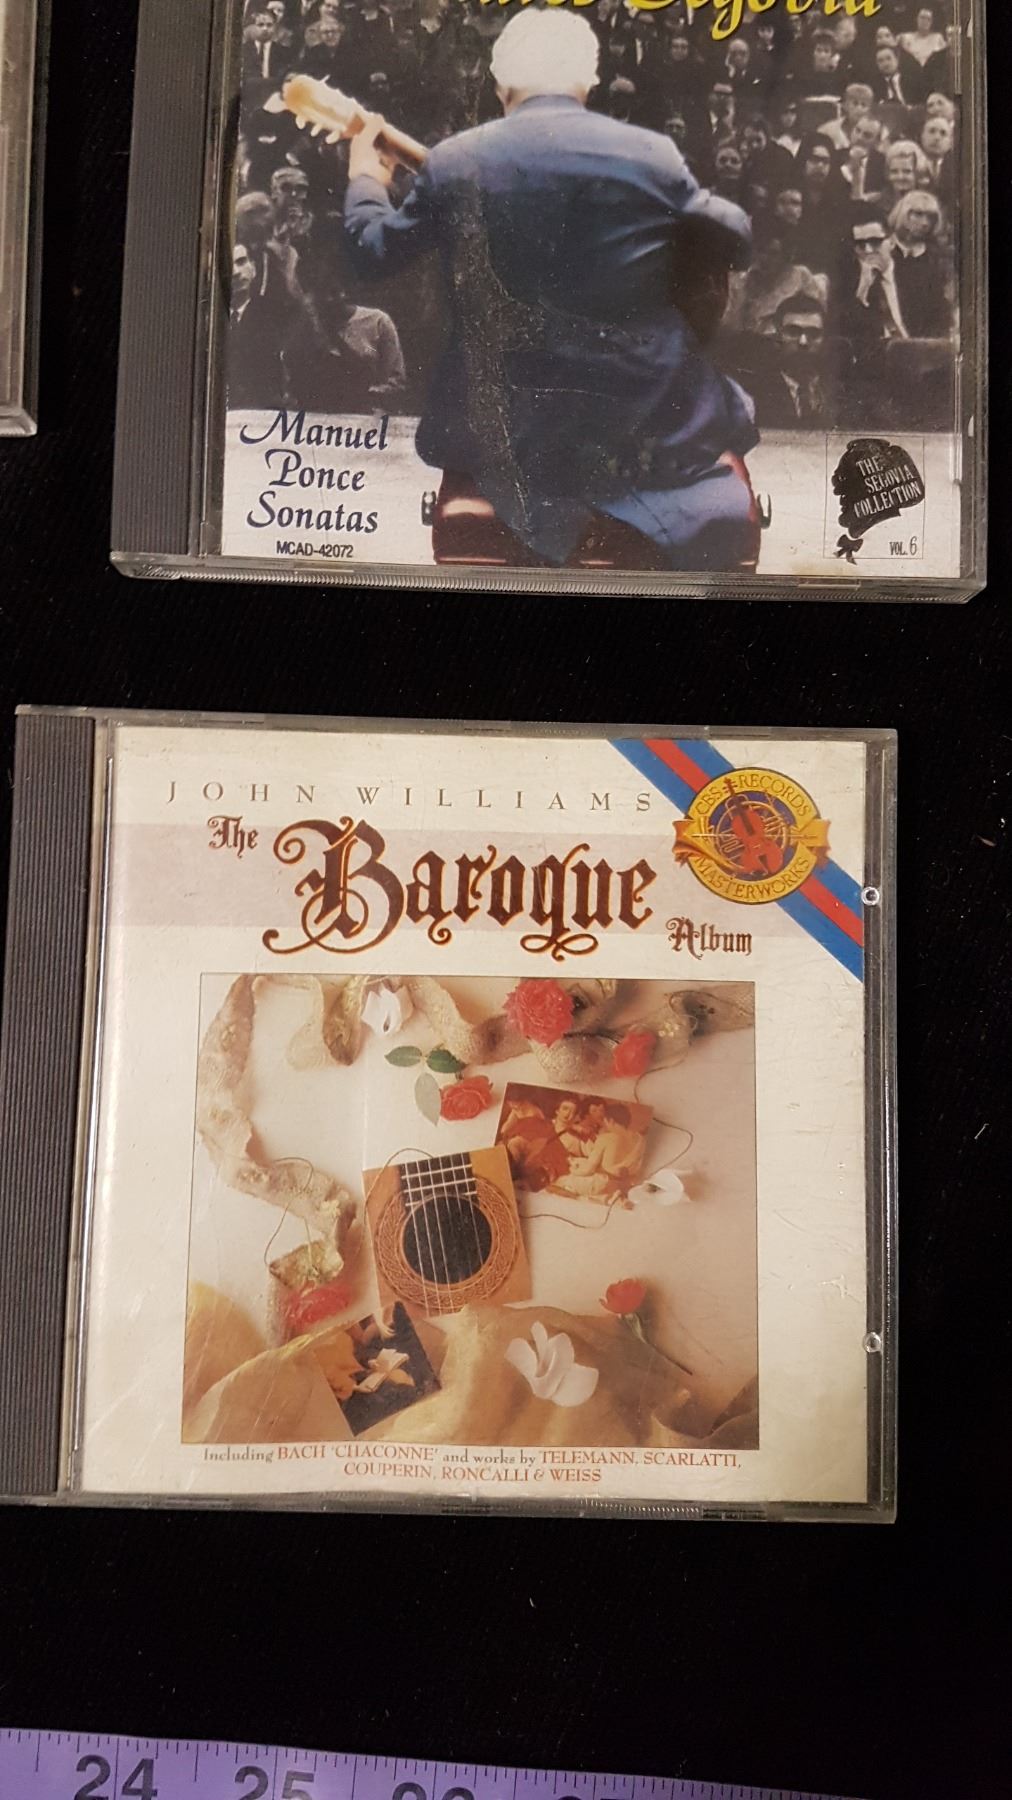 Segovia
Manuel
Ponce
Sonatas
MCAD-42072
THE
SEGOVIA
COLLECTION
VOL. 6
JOHN WILLIAMS
The Baroque Album
CBS RECORDS
MASTERWORKS
Including BACH 'CHACONNE' and works by TELEMANN, SCARLATTI,
COUPERIN, RONCALLI & WEISS
24 25